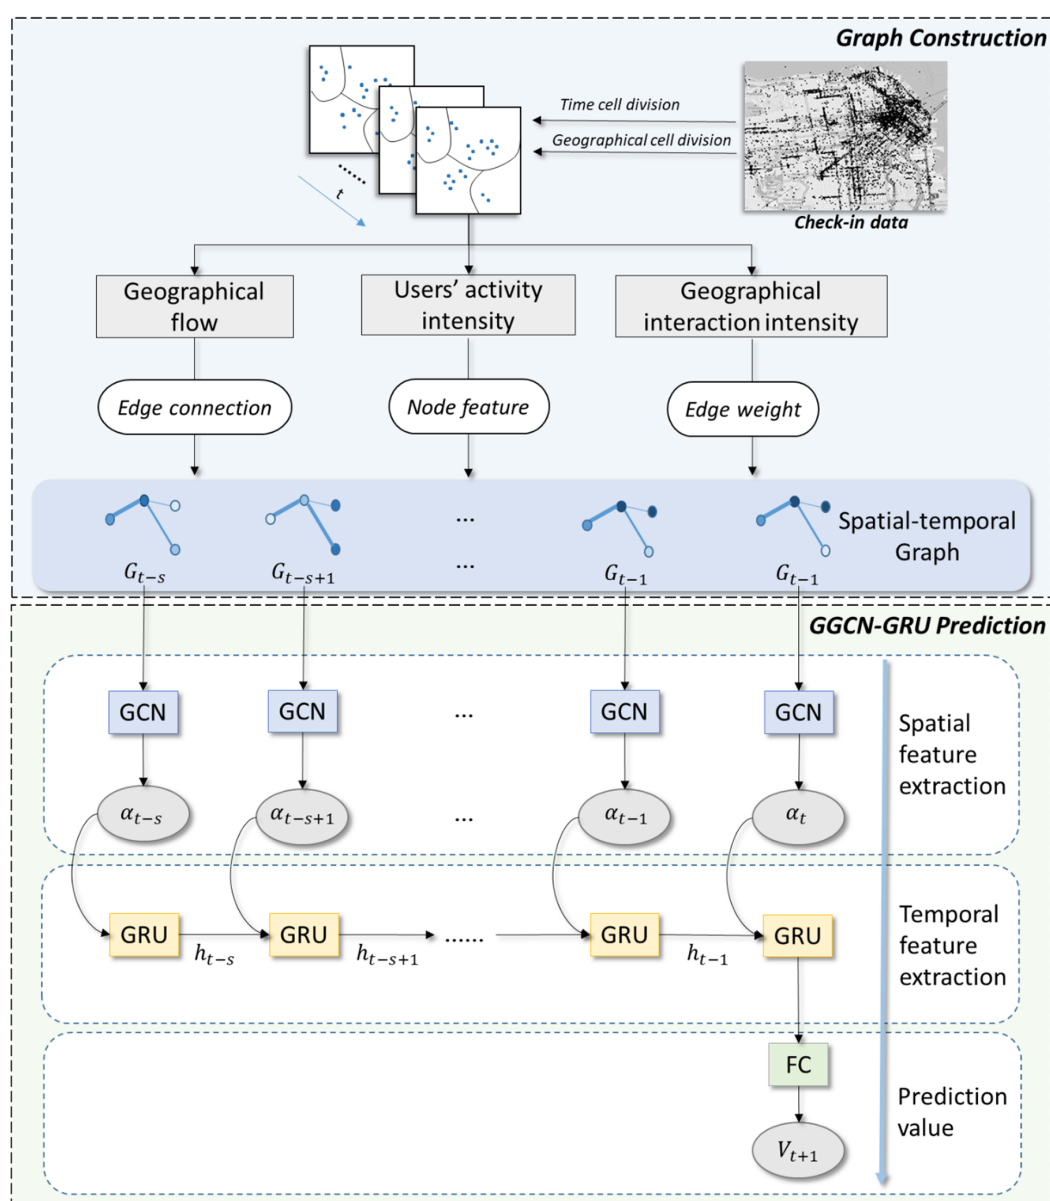 Graph Construction
Time cell division
Geographical cell division
Check-in data
......
t
Geographical
flow
Users' activity
intensity
Geographical
interaction intensity
Edge connection
Node feature
Edge weight
...
...
Spatial-temporal
Graph
G_{t-s}
G_{t-s+1}
G_{t-1}
G_{t-1}
GGCN-GRU Prediction
GCN
GCN
...
GCN
GCN
Spatial
feature
extraction
α_{t-s}
α_{t-s+1}
...
α_{t-1}
α_t
GRU
GRU
......
GRU
GRU
h_{t-s}
h_{t-s+1}
h_{t-1}
Temporal
feature
extraction
FC
Prediction
value
V_{t+1}